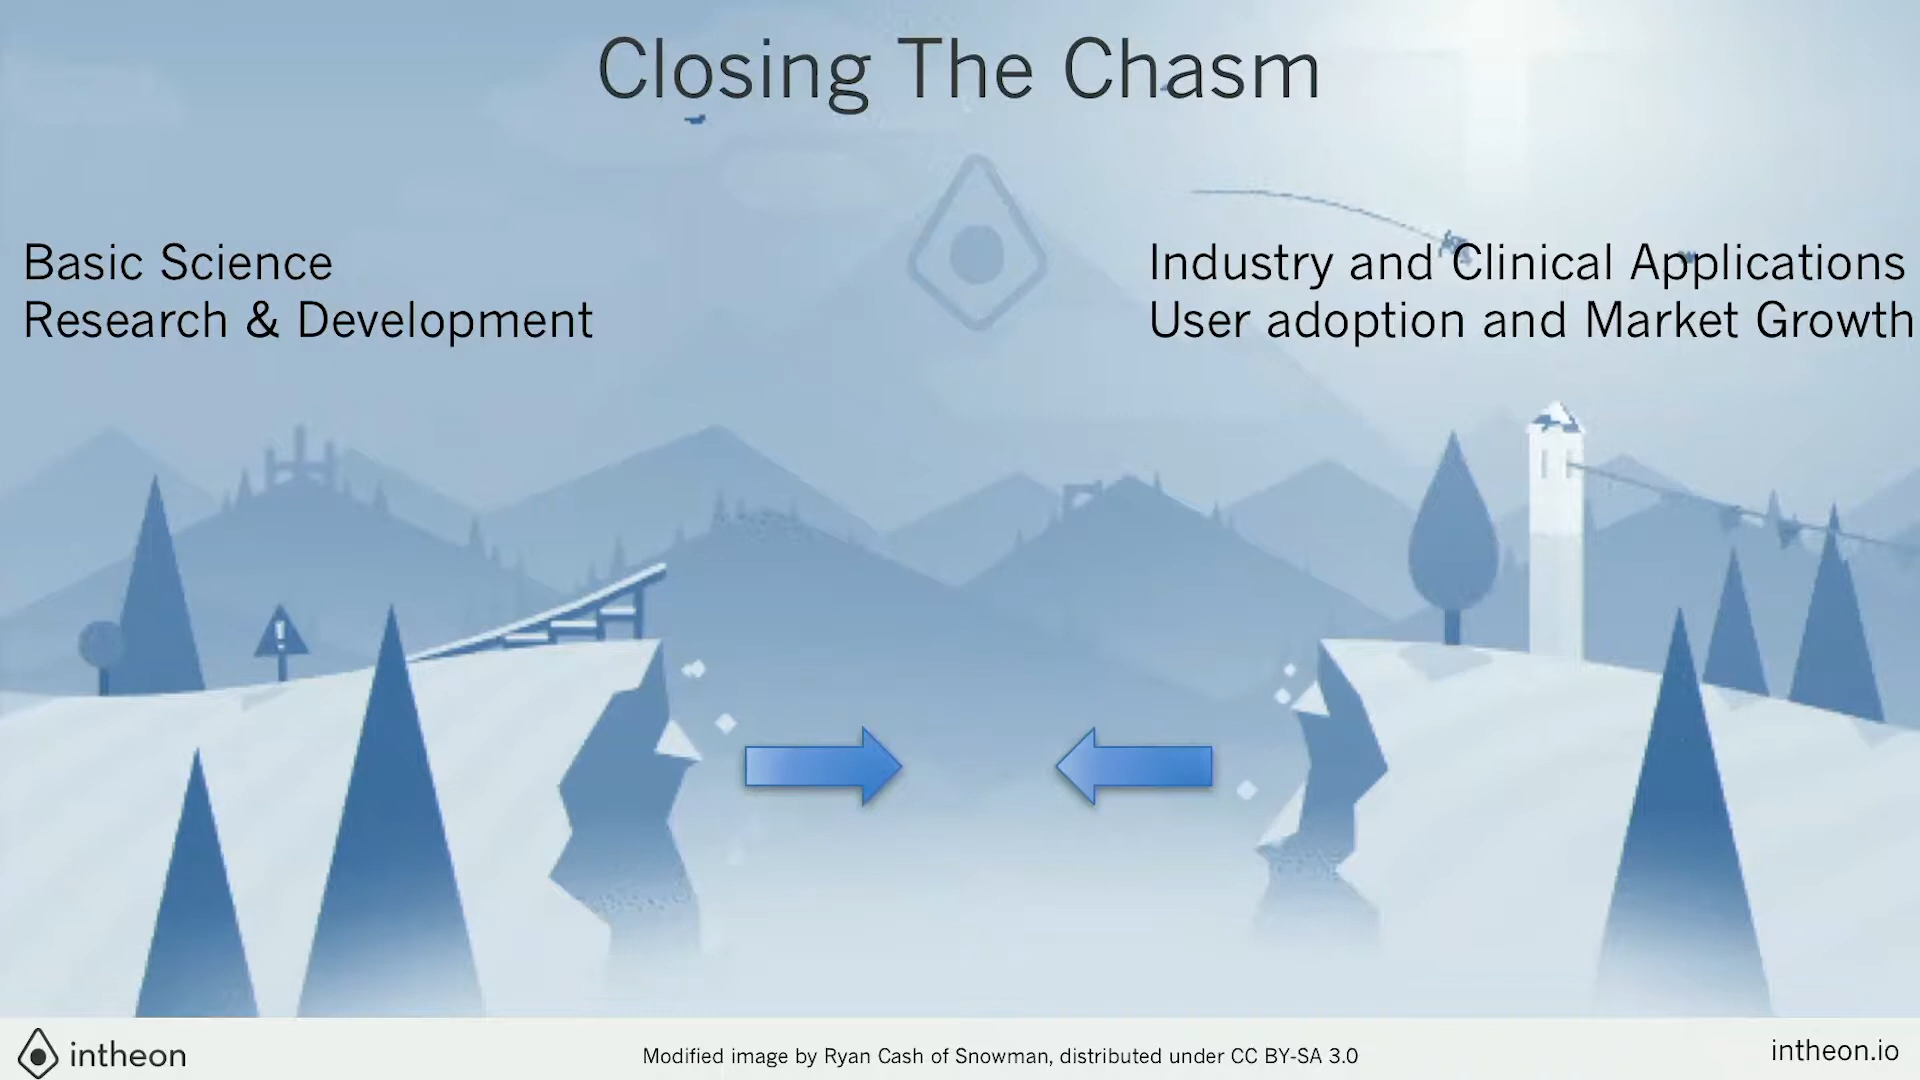 Closing The Chasm
Basic Science
Research & Development
Industry and Clinical Applications
User adoption and Market Growth
!
intheon
Modified image by Ryan Cash of Snowman, distributed under CC BY-SA 3.0
intheon.io